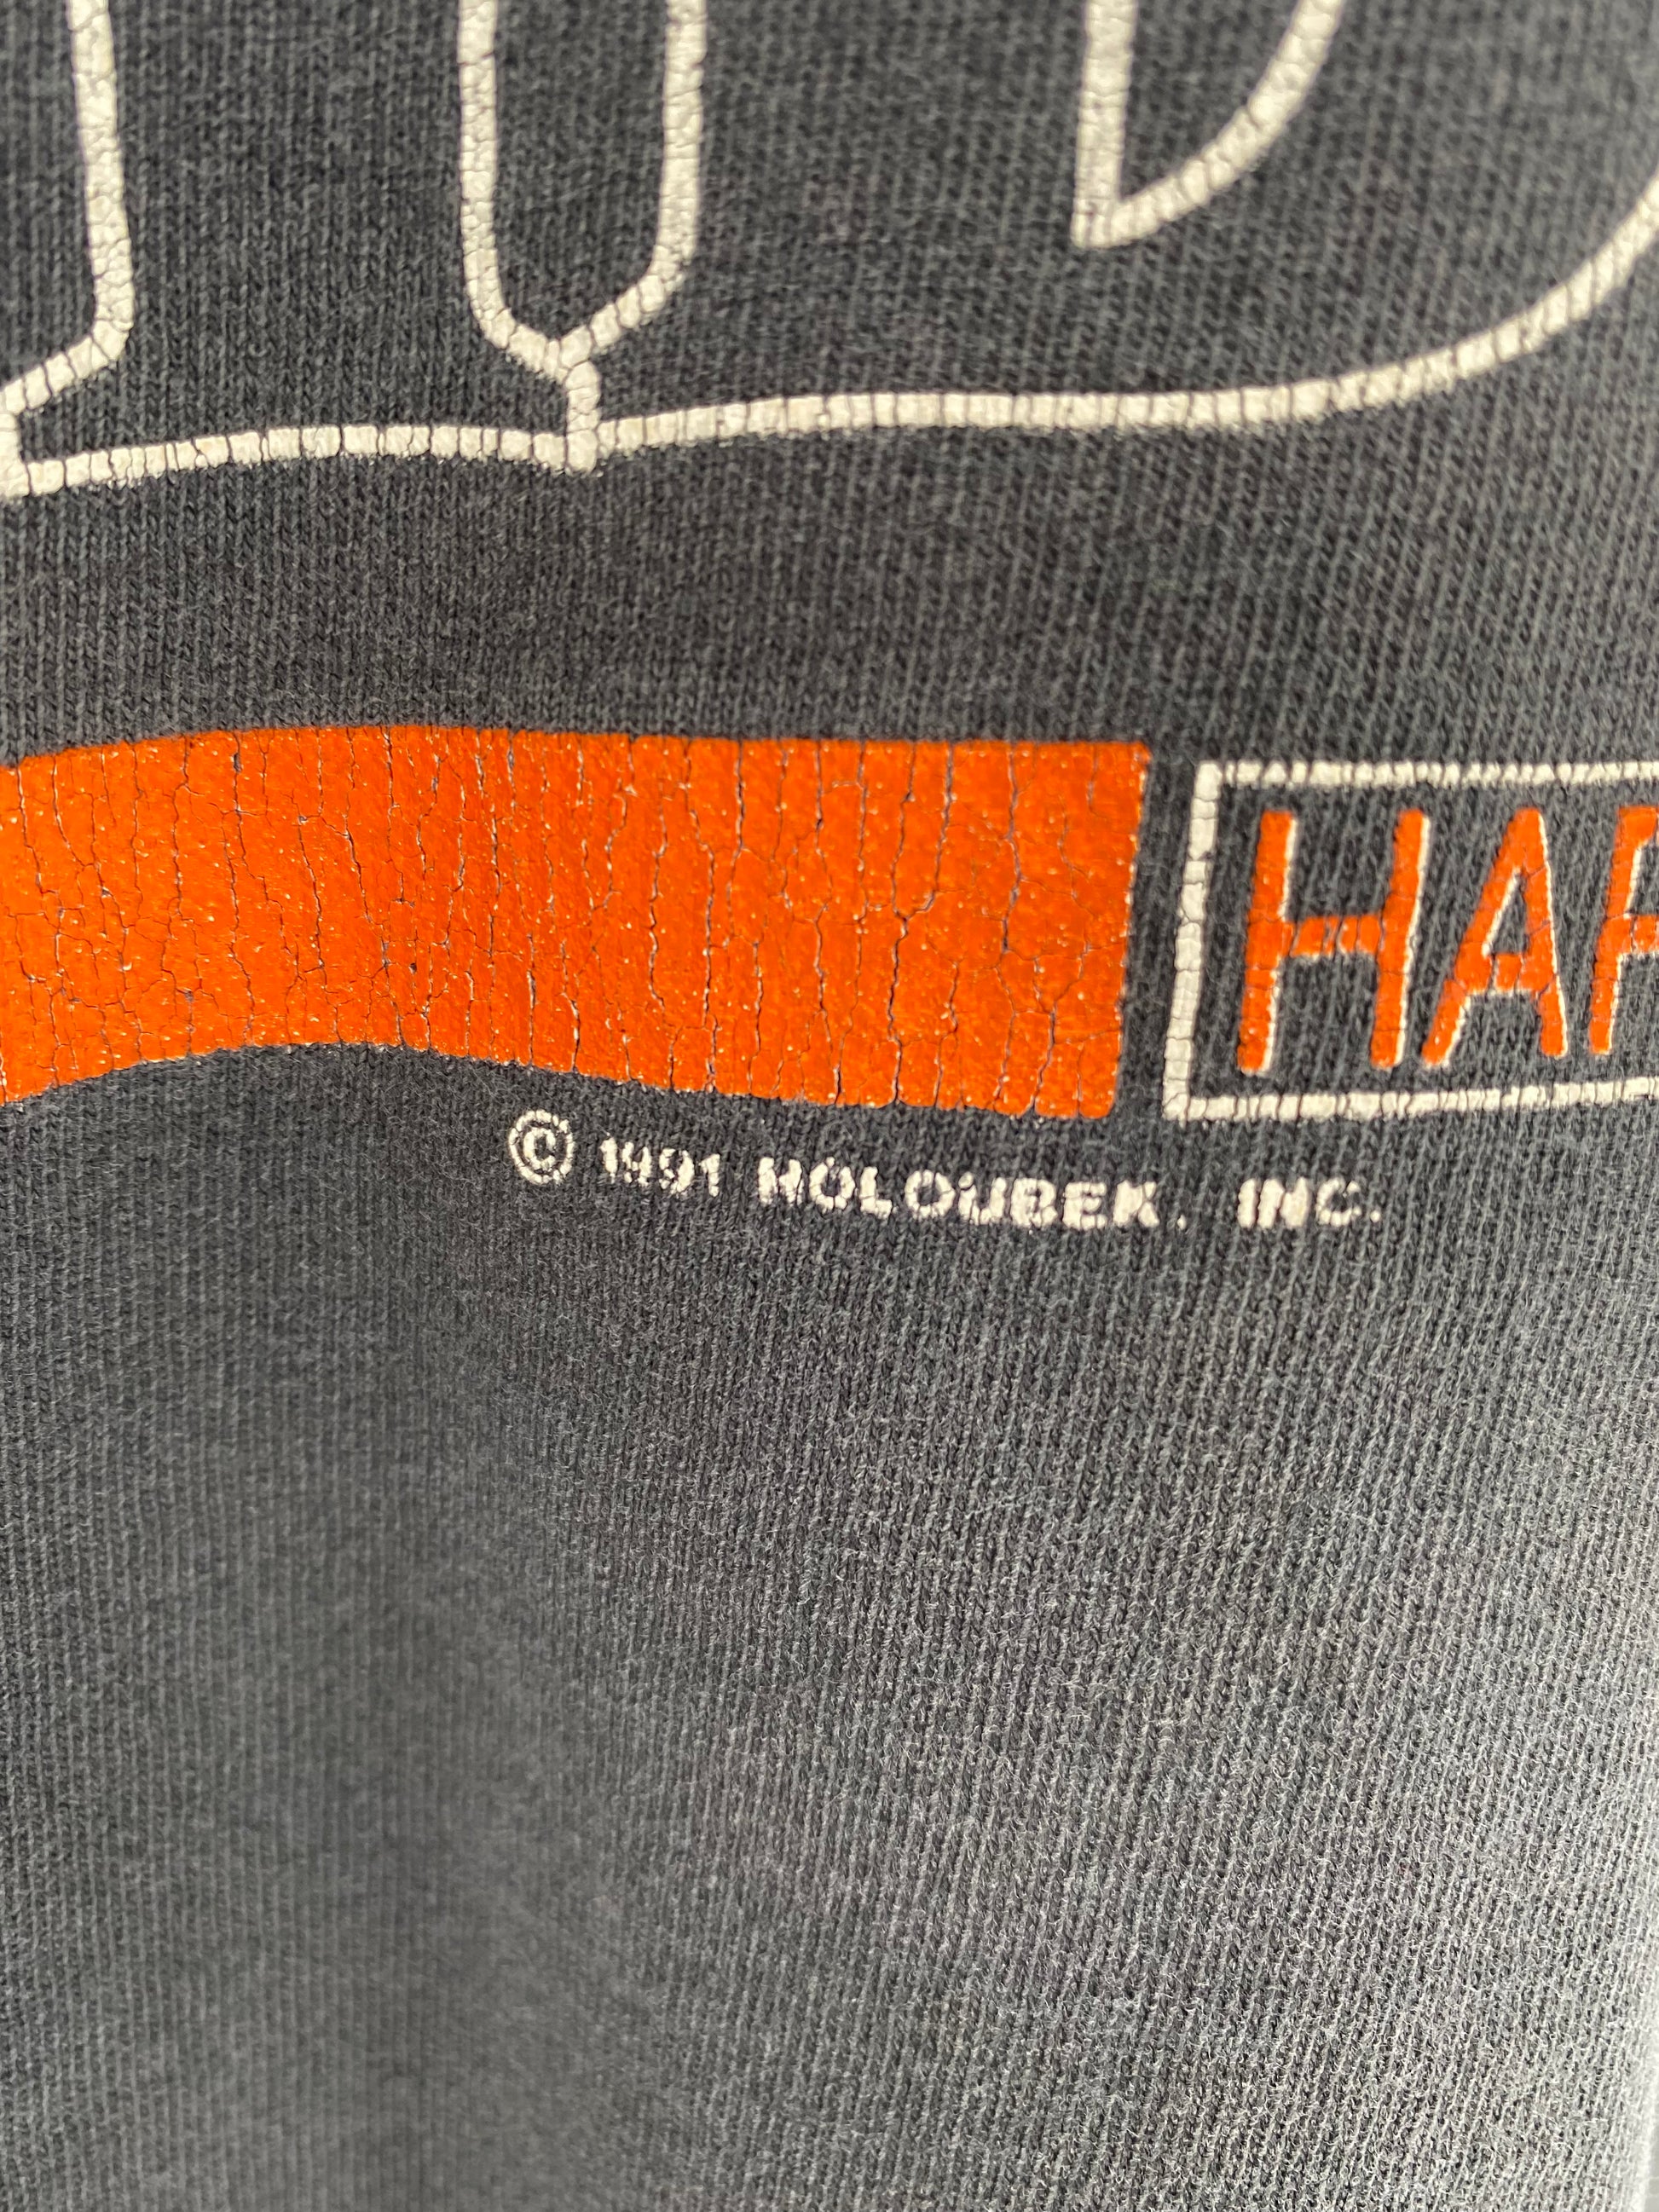 HAR
© 1991 HOLOUBEK, INC.